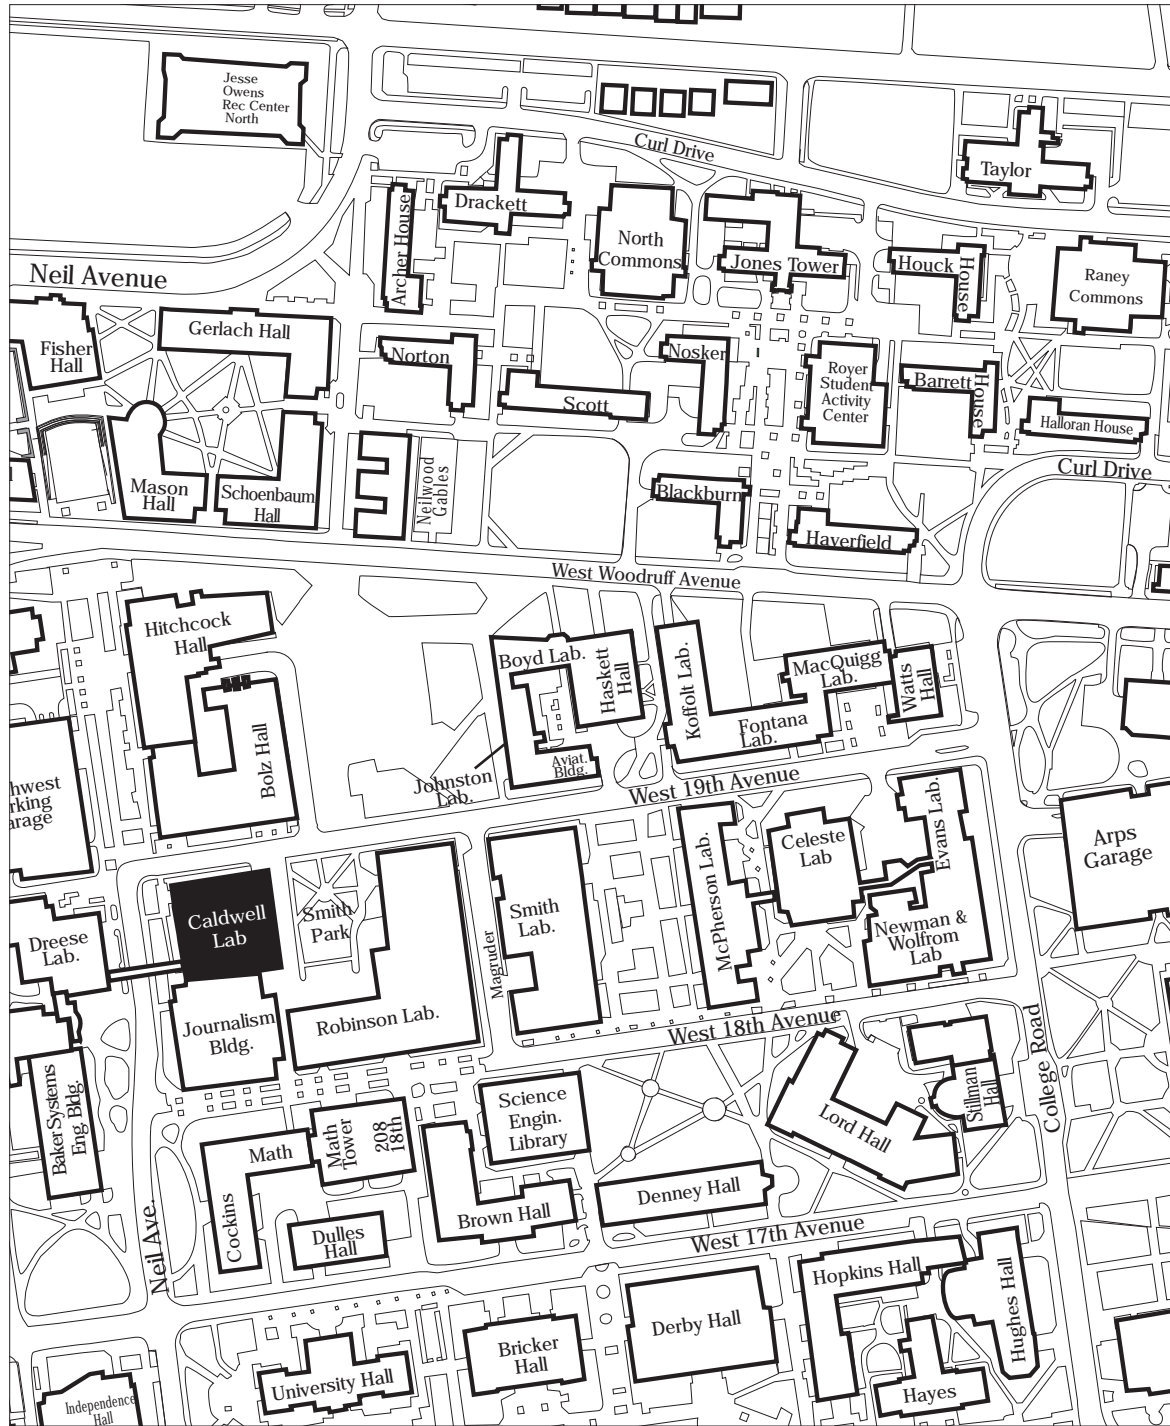 Jesse
Owens
Rec Center
North
Curl Drive
Taylor
Drackett
Archer House
North
Commons
Jones Tower
Houck
House
Raney
Commons
Neil Avenue
Gerlach Hall
Fisher
Hall
Norton
Nosker
Scott
Royer
Student
Activity
Center
Barrett
House
Halloran House
Curl Drive
Mason
Hall
Schoenbaum
Hall
Neilwood
Gables
Blackburn
Haverfield
West Woodruff Avenue
Hitchcock
Hall
Boyd Lab.
Haskett
Hall
Koffolt Lab.
MacQuigg
Lab.
Watts
Hall
Fontana
Lab.
Bolz Hall
Aviat.
Bldg.
Johnston
Lab.
West 19th Avenue
hwest
rking
arage
McPherson Lab.
Celeste
Lab
Evans Lab.
Arps
Garage
Caldwell
Lab
Smith
Park
Smith
Lab.
Magruder
Newman &
Wolfrom
Lab
Dreese
Lab.
Journalism
Bldg.
Robinson Lab.
West 18th Avenue
College Road
Baker Systems
Eng. Bldg.
Science
Engin.
Library
Lord Hall
Stillman
Hall
Math
Math
Tower
208
18th
Cockins
Dulles
Hall
Brown Hall
Denney Hall
Neil Ave.
West 17th Avenue
Hopkins Hall
Hughes Hall
Derby Hall
Bricker
Hall
University Hall
Hayes
Independence
Hall